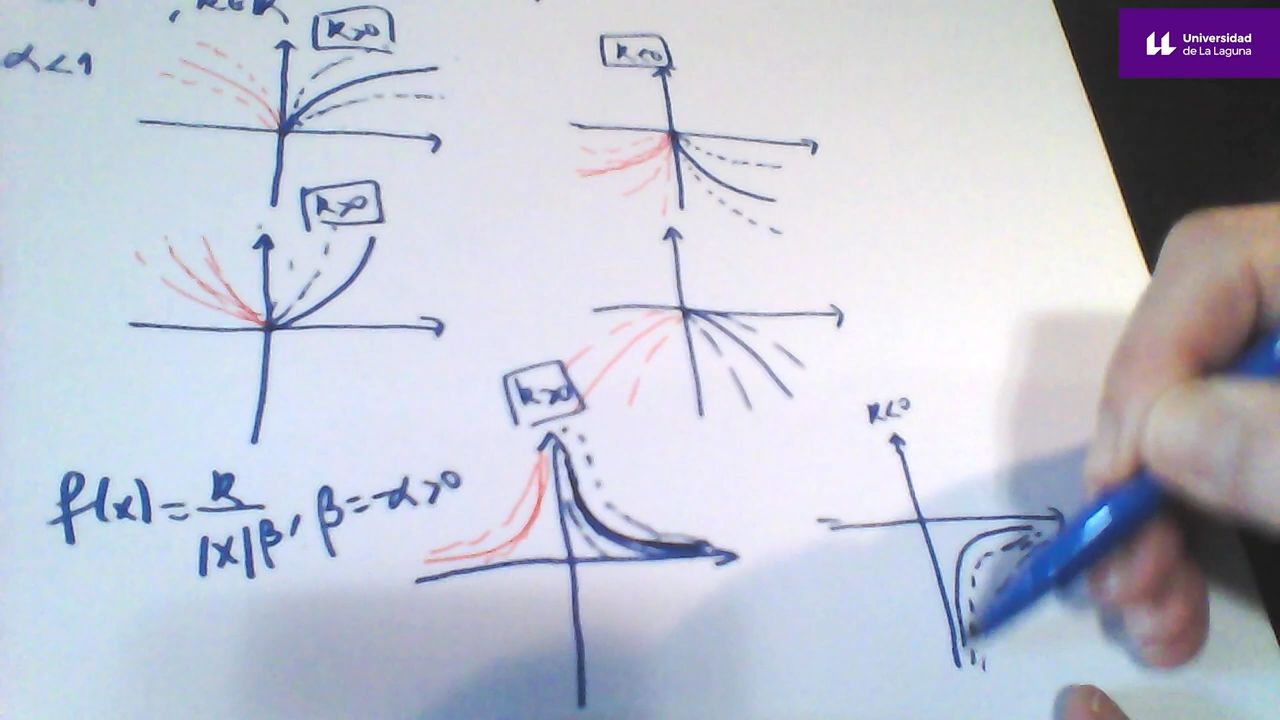 , k∈R
α<1
k>0
k<0
k>0
k>0
k<0
f(x)=k/|x|^β, β=-α>0
Universidad
de La Laguna